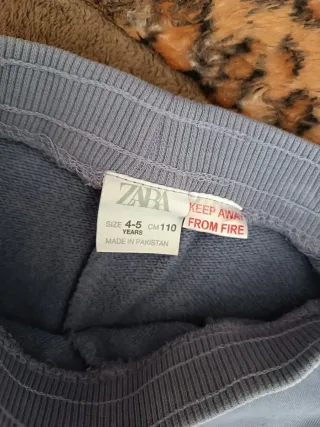 ZARA
SIZE 4-5 YEARS CM 110
MADE IN PAKISTAN
KEEP AWAY
FROM FIRE